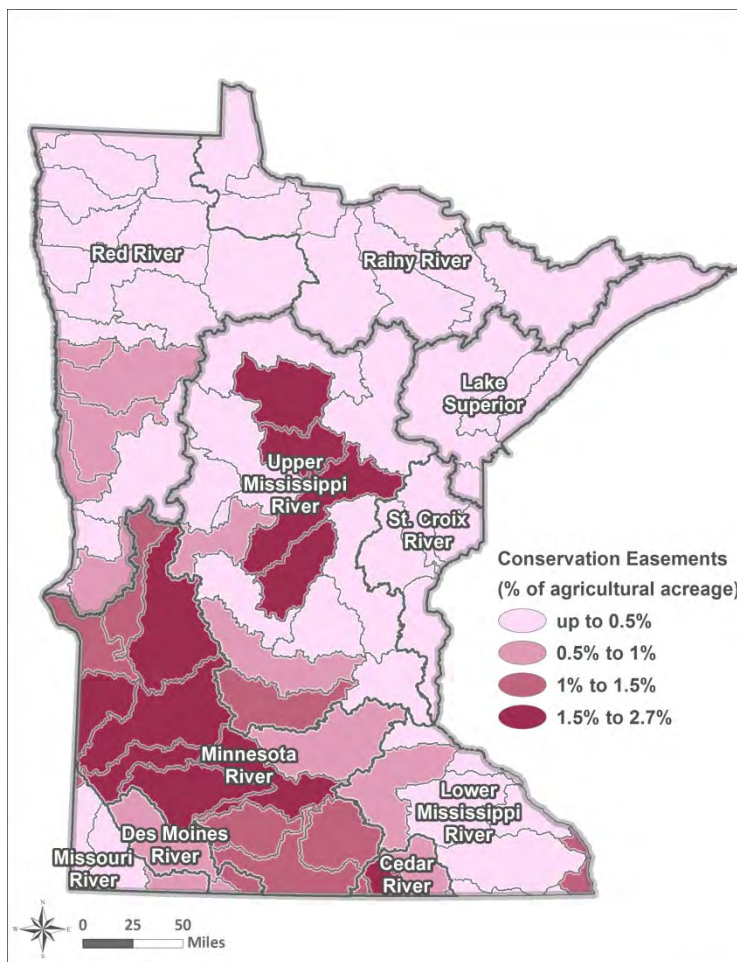 Red River
Rainy River
Lake
Superior
Upper
Mississippi
River
St. Croix
River
Conservation Easements
(% of agricultural acreage)
up to 0.5%
0.5% to 1%
1% to 1.5%
1.5% to 2.7%
Minnesota
River
Lower
Mississippi
River
Des Moines
River
Missouri
River
Cedar
River
N
W
E
S
0 25 50
Miles